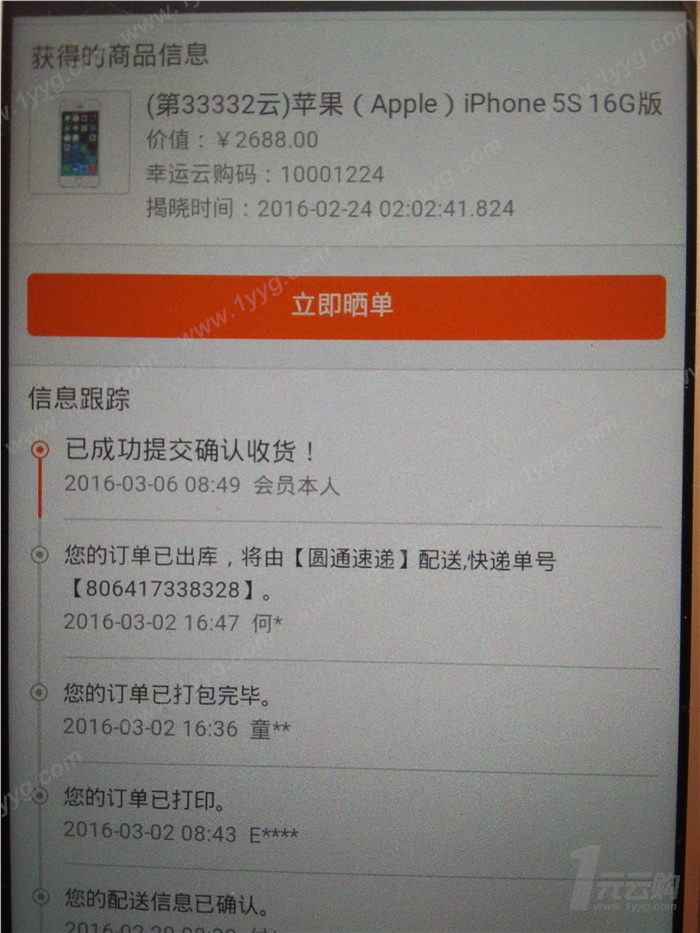 获得的商品信息
(第33332云)苹果（Apple）iPhone 5S 16G版
价值：￥2688.00
幸运云购码：10001224
揭晓时间：2016-02-24 02:02:41.824
立即晒单
信息跟踪
已成功提交确认收货！
2016-03-06 08:49 会员本人
您的订单已出库，将由【圆通速递】配送,快递单号
【806417338328】。
2016-03-02 16:47 何*
您的订单已打包完毕。
2016-03-02 16:36 童**
您的订单已打印。
2016-03-02 08:43 E****
您的配送信息已确认。
1元云购
www.1yyg.com